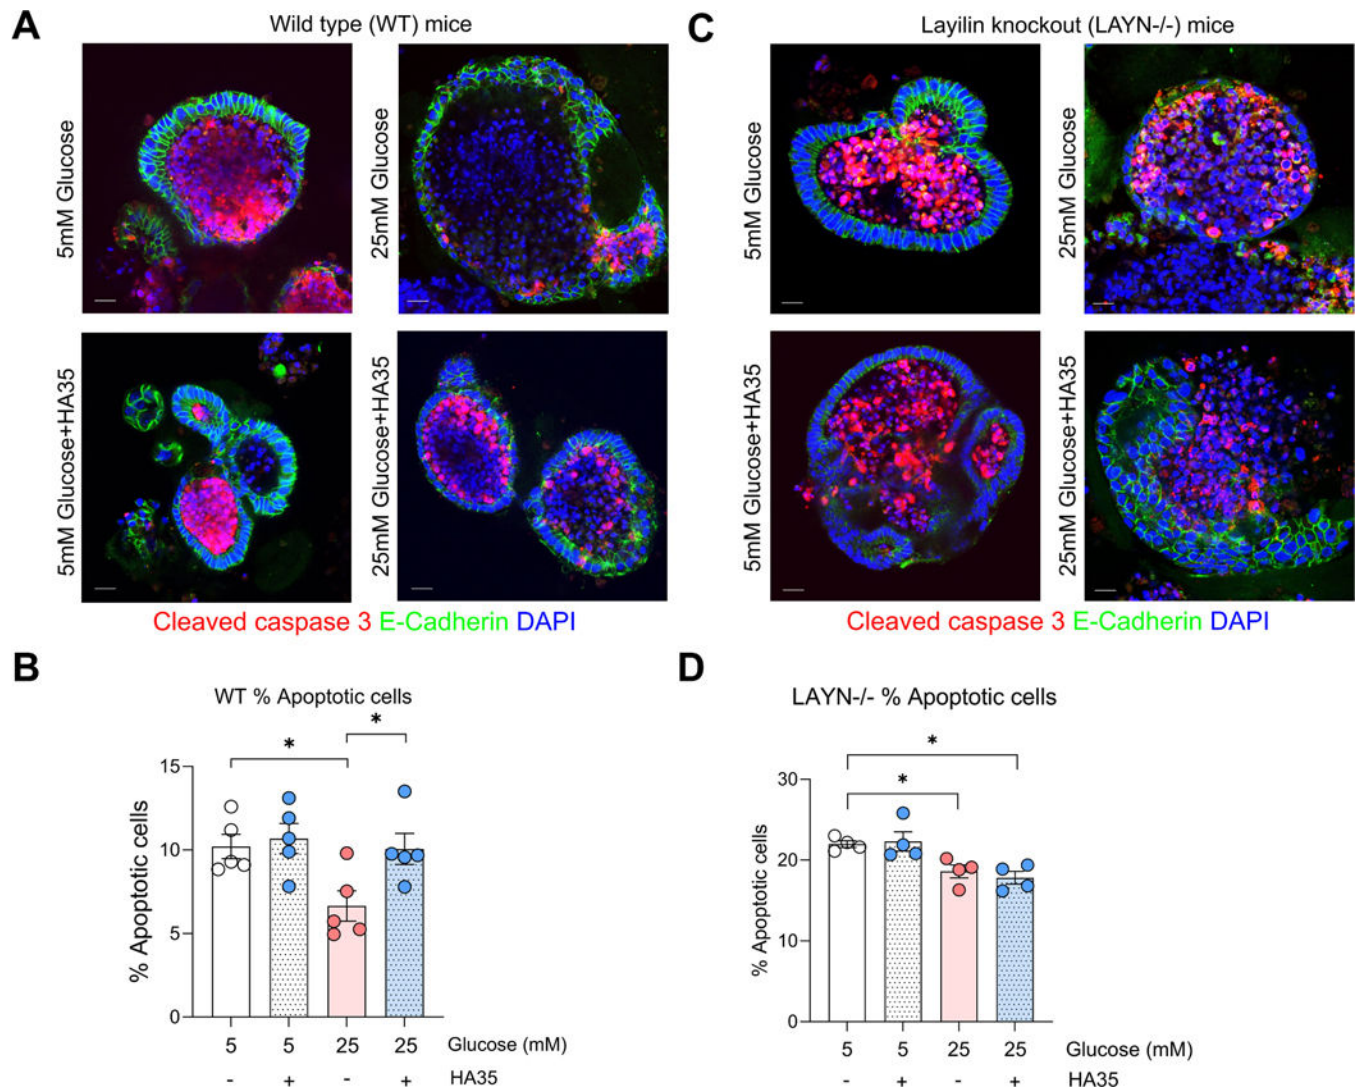 A
Wild type (WT) mice
5mM Glucose
25mM Glucose
5mM Glucose+HA35
25mM Glucose+HA35
Cleaved caspase 3 E-Cadherin DAPI
C
Layilin knockout (LAYN-/-) mice
5mM Glucose
25mM Glucose
5mM Glucose+HA35
25mM Glucose+HA35
Cleaved caspase 3 E-Cadherin DAPI
B
WT % Apoptotic cells
*
*
% Apoptotic cells
15
10
5
0
5 5 25 25 Glucose (mM)
- + - + HA35
D
LAYN-/- % Apoptotic cells
*
*
% Apoptotic cells
30
20
10
0
5 5 25 25 Glucose (mM)
- + - + HA35